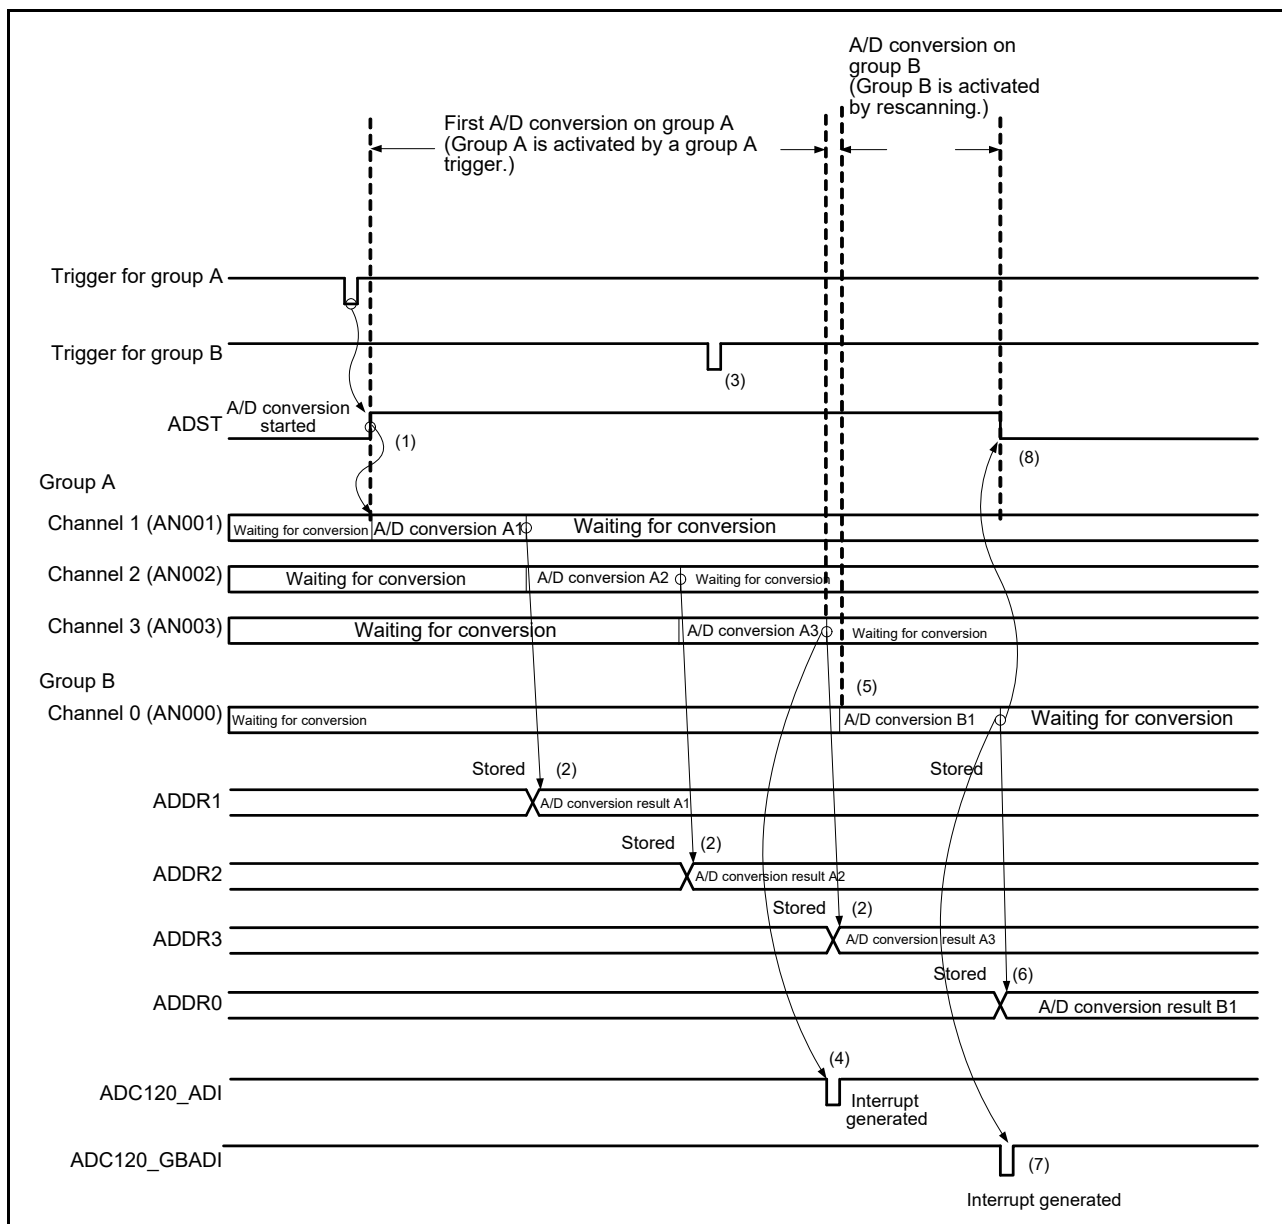 A/D conversion on
group B
(Group B is activated
by rescanning.)
First A/D conversion on group A
(Group A is activated by a group A
trigger.)
Trigger for group A
Trigger for group B
(3)
A/D conversion
started
ADST
(1)
(8)
Group A
Channel 1 (AN001)
Waiting for conversion
A/D conversion A1
Waiting for conversion
Channel 2 (AN002)
Waiting for conversion
A/D conversion A2
Waiting for conversion
Channel 3 (AN003)
Waiting for conversion
A/D conversion A3
Waiting for conversion
Group B
(5)
Channel 0 (AN000)
Waiting for conversion
A/D conversion B1
Waiting for conversion
Stored
(2)
Stored
ADDR1
A/D conversion result A1
Stored
(2)
ADDR2
A/D conversion result A2
Stored
(2)
ADDR3
A/D conversion result A3
Stored
(6)
ADDR0
A/D conversion result B1
(4)
ADC120_ADI
Interrupt
generated
ADC120_GBADI
(7)
Interrupt generated